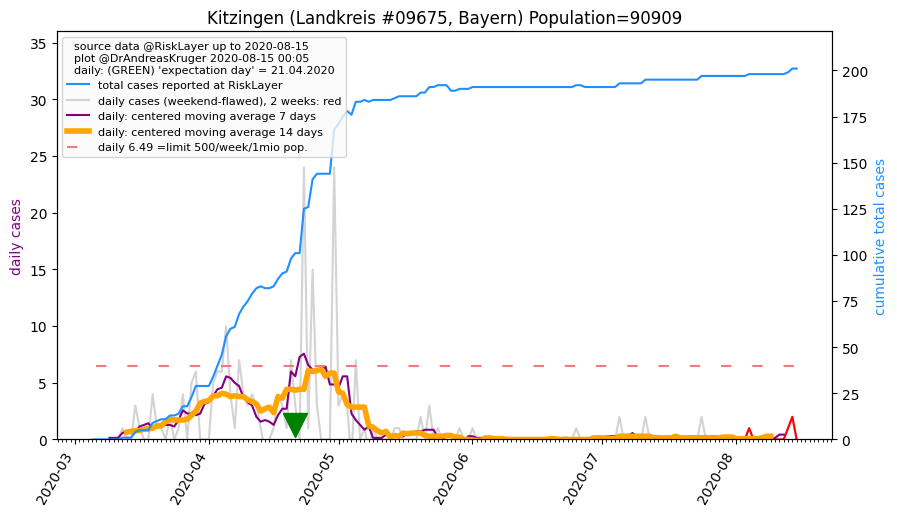 Kitzingen (Landkreis #09675, Bayern) Population=90909
source data @RiskLayer up to 2020-08-15
plot @DrAndreasKruger 2020-08-15 00:05
daily: (GREEN) 'expectation day' = 21.04.2020
total cases reported at RiskLayer
daily cases (weekend-flawed), 2 weeks: red
daily: centered moving average 7 days
daily: centered moving average 14 days
daily 6.49 =limit 500/week/1mio pop.
daily cases
35
30
25
20
15
10
5
0
cumulative total cases
200
175
150
125
100
75
50
25
0
2020-03
2020-04
2020-05
2020-06
2020-07
2020-08